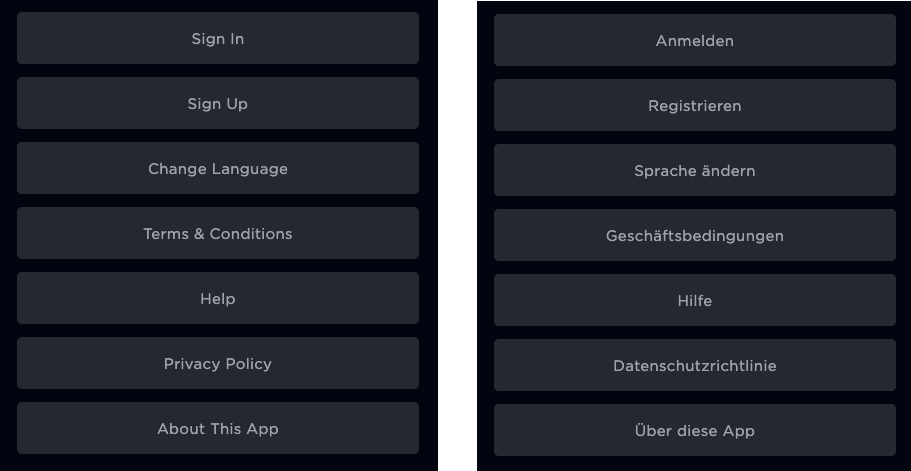 Sign In
Sign Up
Change Language
Terms & Conditions
Help
Privacy Policy
About This App
Anmelden
Registrieren
Sprache ändern
Geschäftsbedingungen
Hilfe
Datenschutzrichtlinie
Über diese App